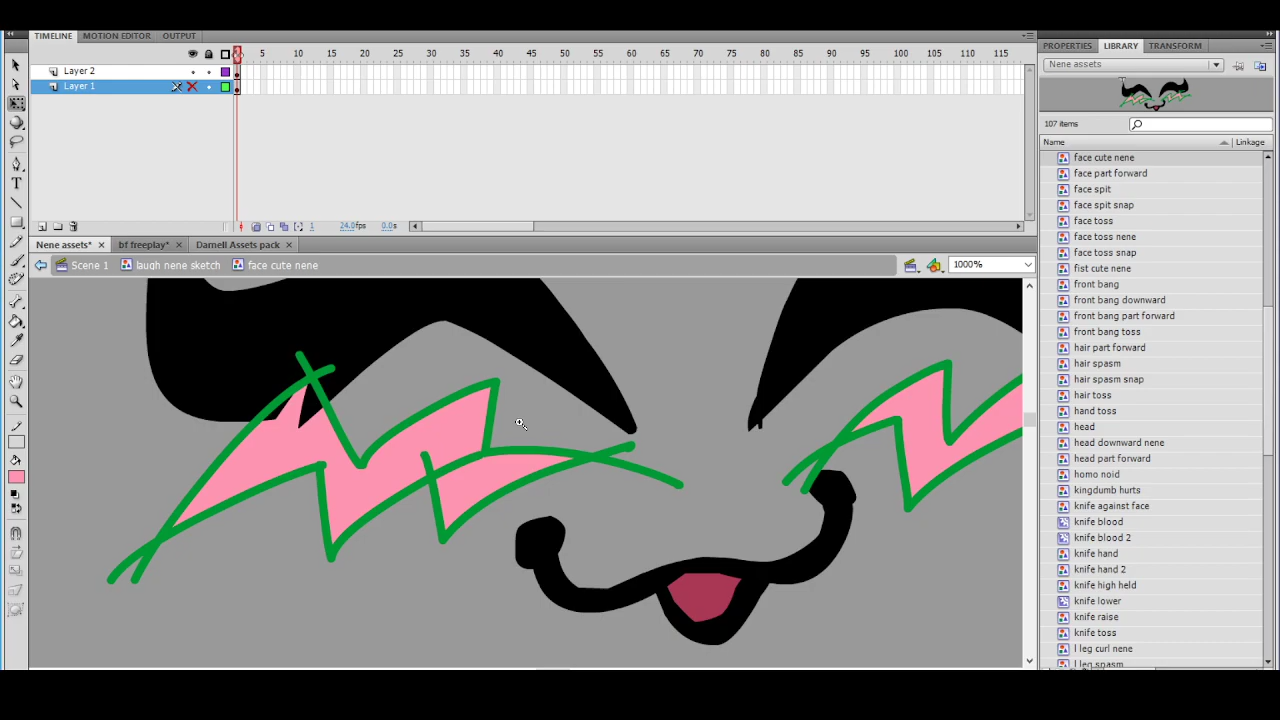 TIMELINE MOTION EDITOR OUTPUT
5 10 15 20 25 30 35 40 45 50 55 60 65 70 75 80 85 90 95 100 105 110 115
Layer 2
Layer 1
1 24.0fps 0.0s
Nene assets* bf freeplay* Darnell Assets pack
Scene 1 laugh nene sketch face cute nene 1000%
PROPERTIES LIBRARY TRANSFORM
Nene assets
107 items
Name Linkage
face cute nene
face part forward
face spit
face spit snap
face toss
face toss nene
face toss snap
fist cute nene
front bang
front bang downward
front bang part forward
front bang toss
hair part forward
hair spasm
hair spasm snap
hair toss
hand toss
head
head downward nene
head part forward
homo noid
kingdumb hurts
knife against face
knife blood
knife blood 2
knife hand
knife hand 2
knife high held
knife lower
knife raise
knife toss
l leg curl nene
l leg spasm